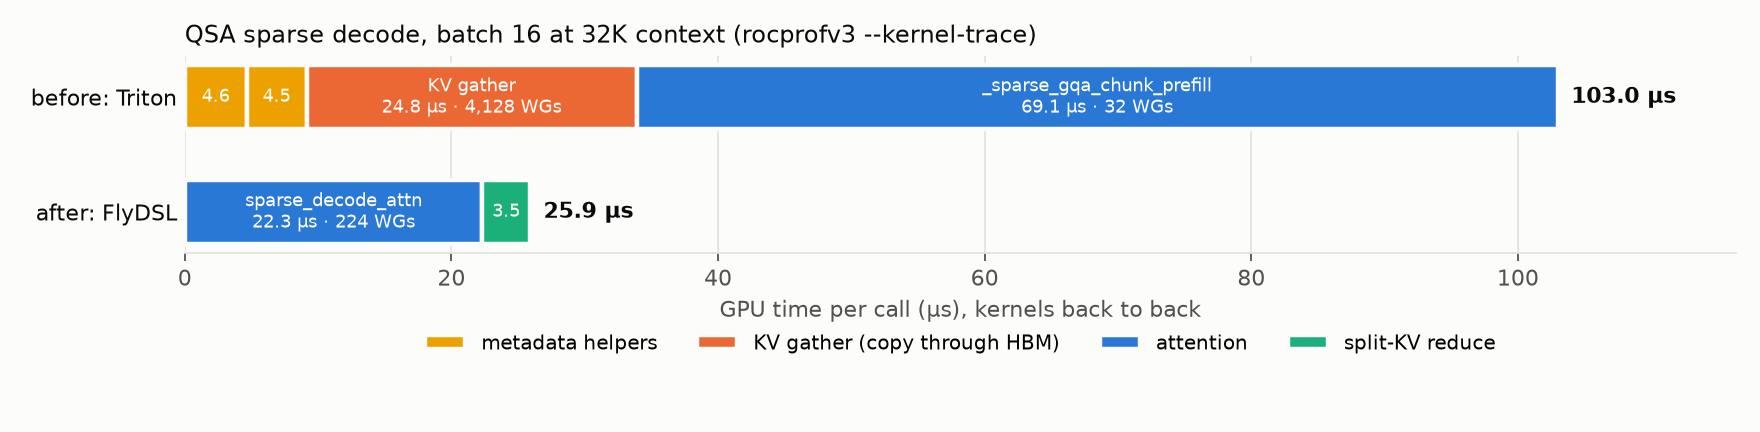 QSA sparse decode, batch 16 at 32K context (rocprofv3 --kernel-trace)
before: Triton
4.6
4.5
KV gather
24.8 µs · 4,128 WGs
_sparse_gqa_chunk_prefill
69.1 µs · 32 WGs
103.0 µs
after: FlyDSL
sparse_decode_attn
22.3 µs · 224 WGs
3.5
25.9 µs
0 20 40 60 80 100
GPU time per call (µs), kernels back to back
metadata helpers KV gather (copy through HBM) attention split-KV reduce